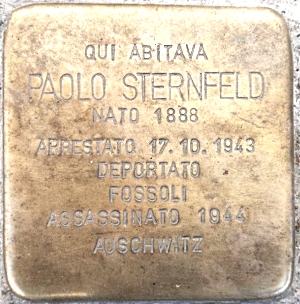 QUI ABITAVA
PAOLO STERNFELD
NATO 1888
ARRESTATO 17.10.1943
DEPORTATO
FOSSOLI
ASSASSINATO 1944
AUSCHWITZ